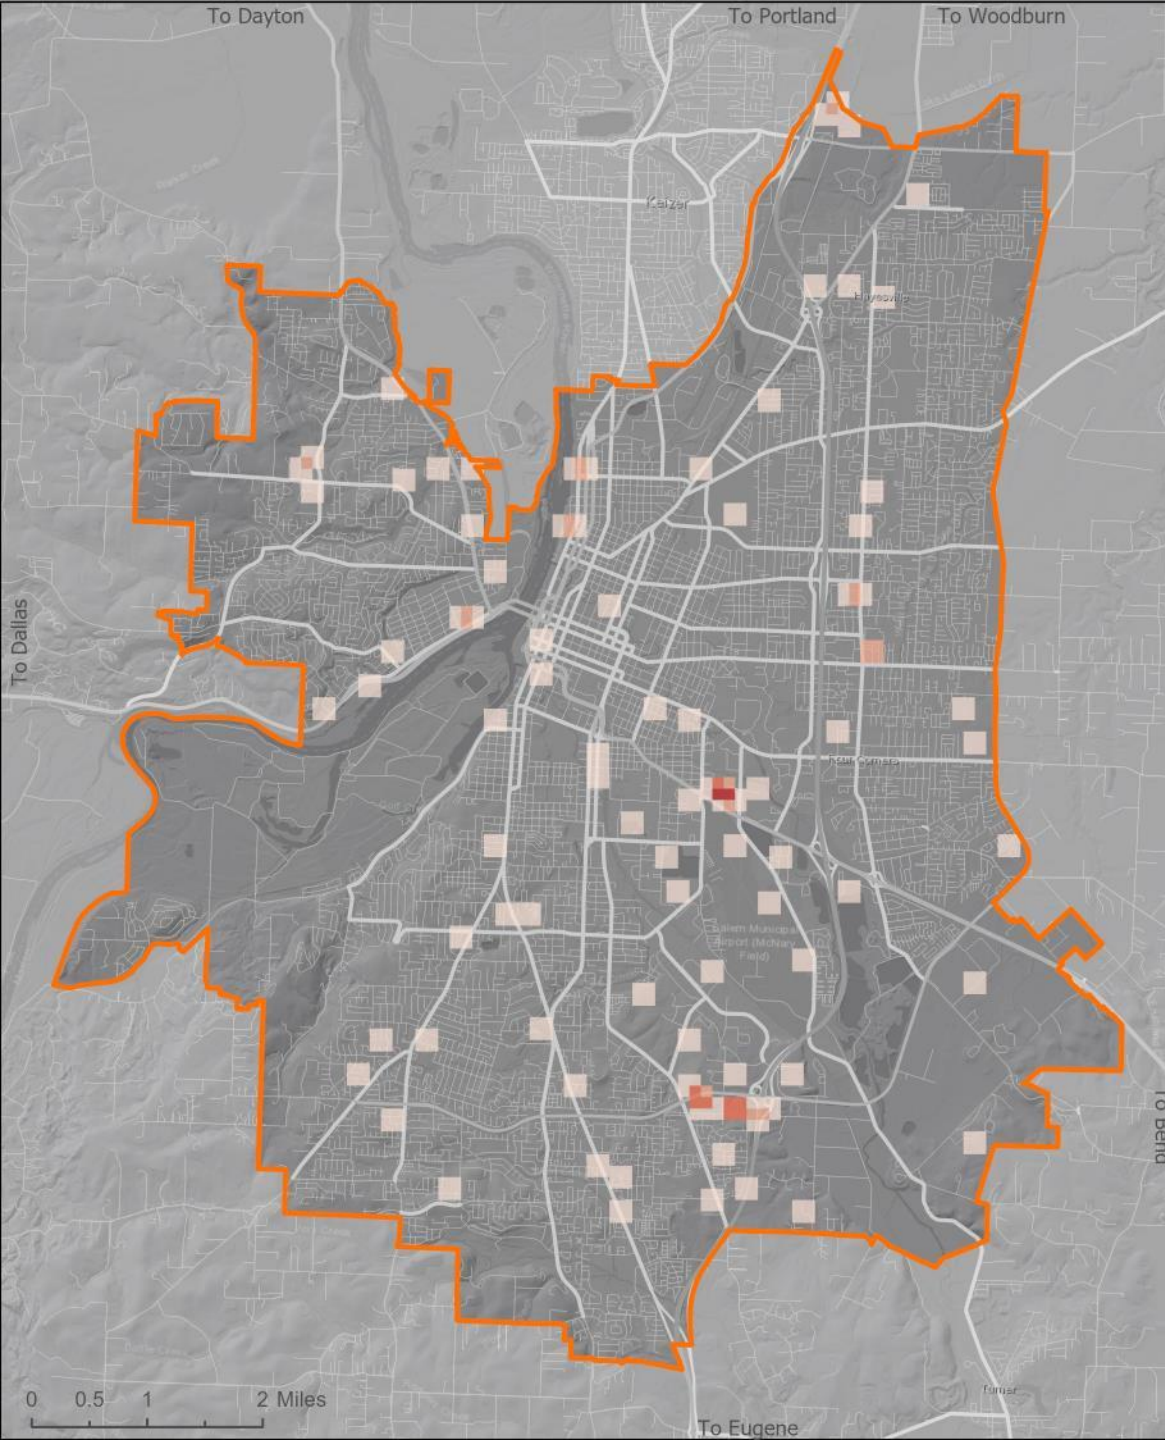 To Dayton
To Portland
To Woodburn
Keizer
Hayesville
To Dallas
Four Corners
Salem Municipal
Airport (McNary
Field)
To Bend
Turner
0 0.5 1 2 Miles
To Eugene